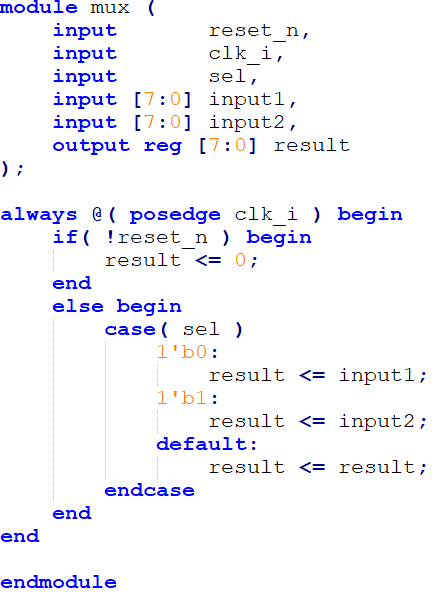 module mux (
    input       reset_n,
    input       clk_i,
    input       sel,
    input [7:0] input1,
    input [7:0] input2,
    output reg [7:0] result
);

always @( posedge clk_i ) begin
    if( !reset_n ) begin
        result <= 0;
    end
    else begin
        case( sel )
            1'b0:
                result <= input1;
            1'b1:
                result <= input2;
            default:
                result <= result;
        endcase
    end
end

endmodule